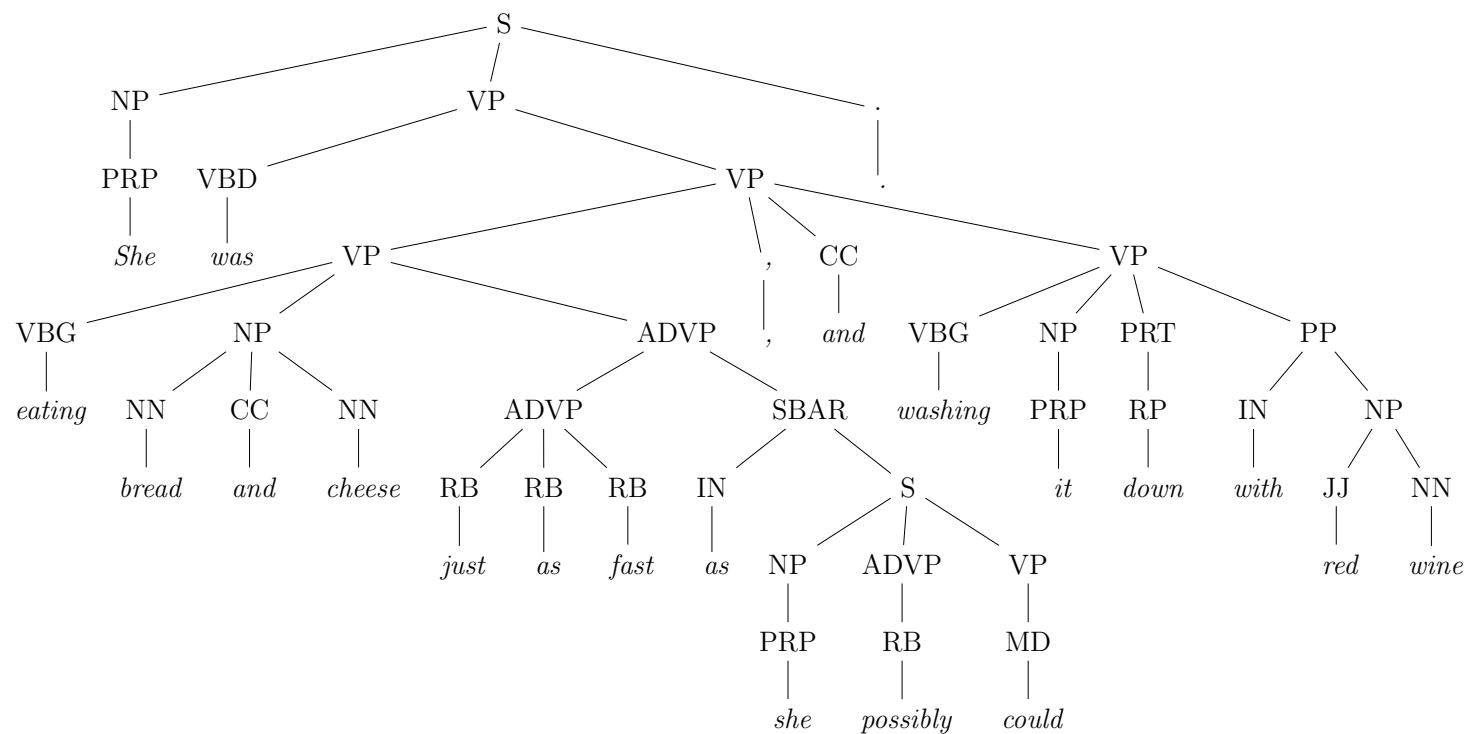 S
NP VP .
PRP VBD VP .
She was VP , CC VP
VBG NP ADVP , and VBG NP PRT PP
eating NN CC NN ADVP SBAR washing PRP RP IN NP
bread and cheese RB RB RB IN S it down with JJ NN
just as fast as NP ADVP VP red wine
PRP RB MD
she possibly could